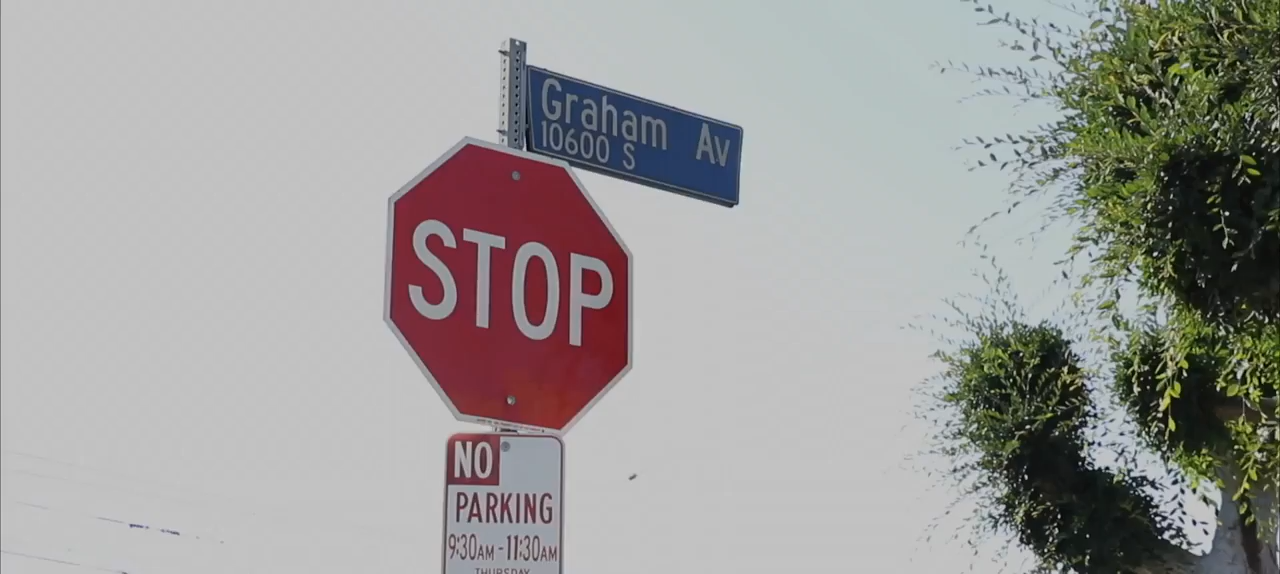 Graham Av
10600 S
STOP
NO
PARKING
9:30AM-11:30AM
THURSDAY